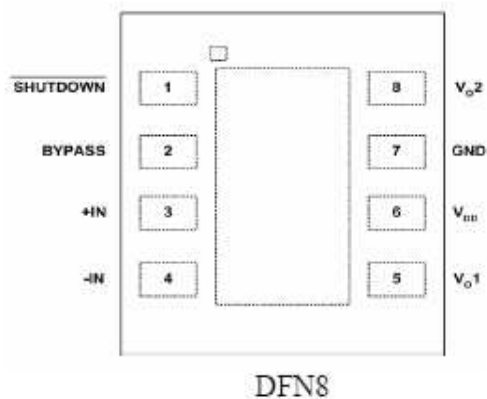 SHUTDOWN 1 8 Vo2
BYPASS 2 7 GND
+IN 3 6 VDD
-IN 4 5 Vo1
DFN8